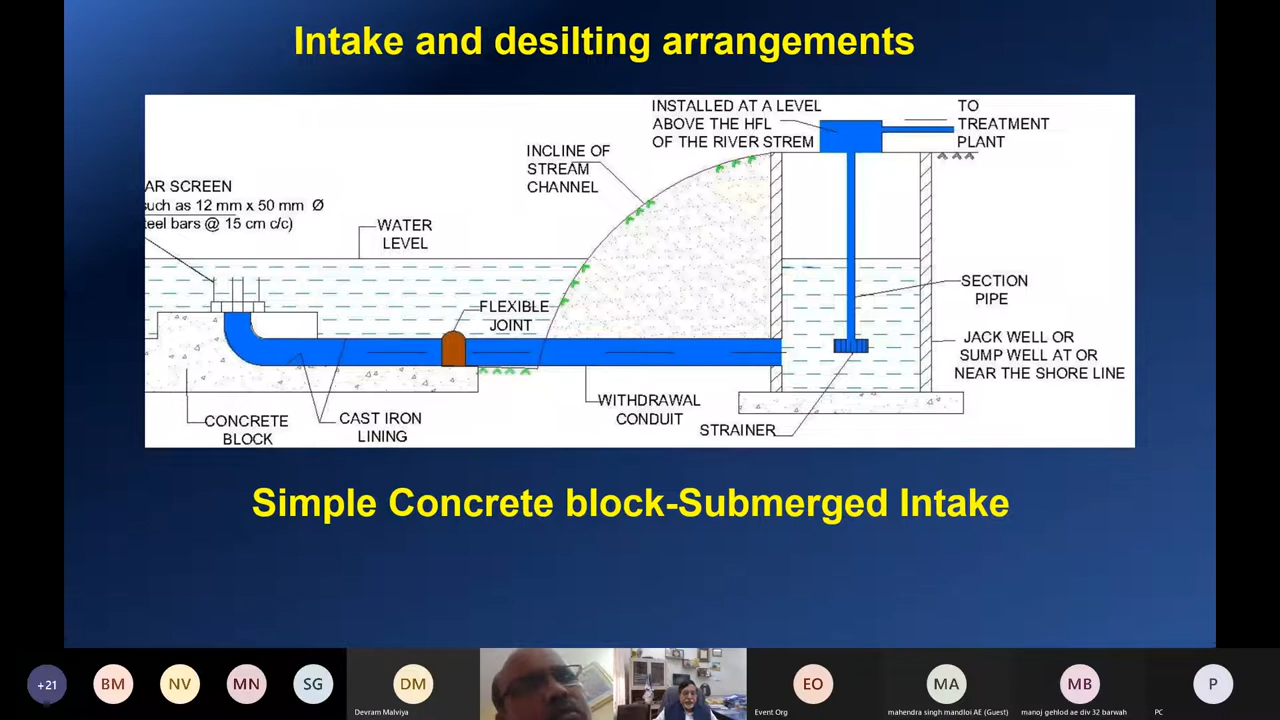 Intake and desilting arrangements
INSTALLED AT A LEVEL
ABOVE THE HFL
OF THE RIVER STREM
TO
TREATMENT
PLANT
INCLINE OF
STREAM
CHANNEL
AR SCREEN
such as 12 mm x 50 mm Ø
teel bars @ 15 cm c/c)
WATER
LEVEL
FLEXIBLE
JOINT
SECTION
PIPE
JACK WELL OR
SUMP WELL AT OR
NEAR THE SHORE LINE
WITHDRAWAL
CONDUIT
STRAINER
CAST IRON
LINING
CONCRETE
BLOCK
Simple Concrete block-Submerged Intake
+21
BM
NV
MN
SG
DM
Devram Malviya
EO
Event Org
MA
mahendra singh mandloi AE (Guest)
MB
manoj gehlod ae div 32 barwah
P
PC